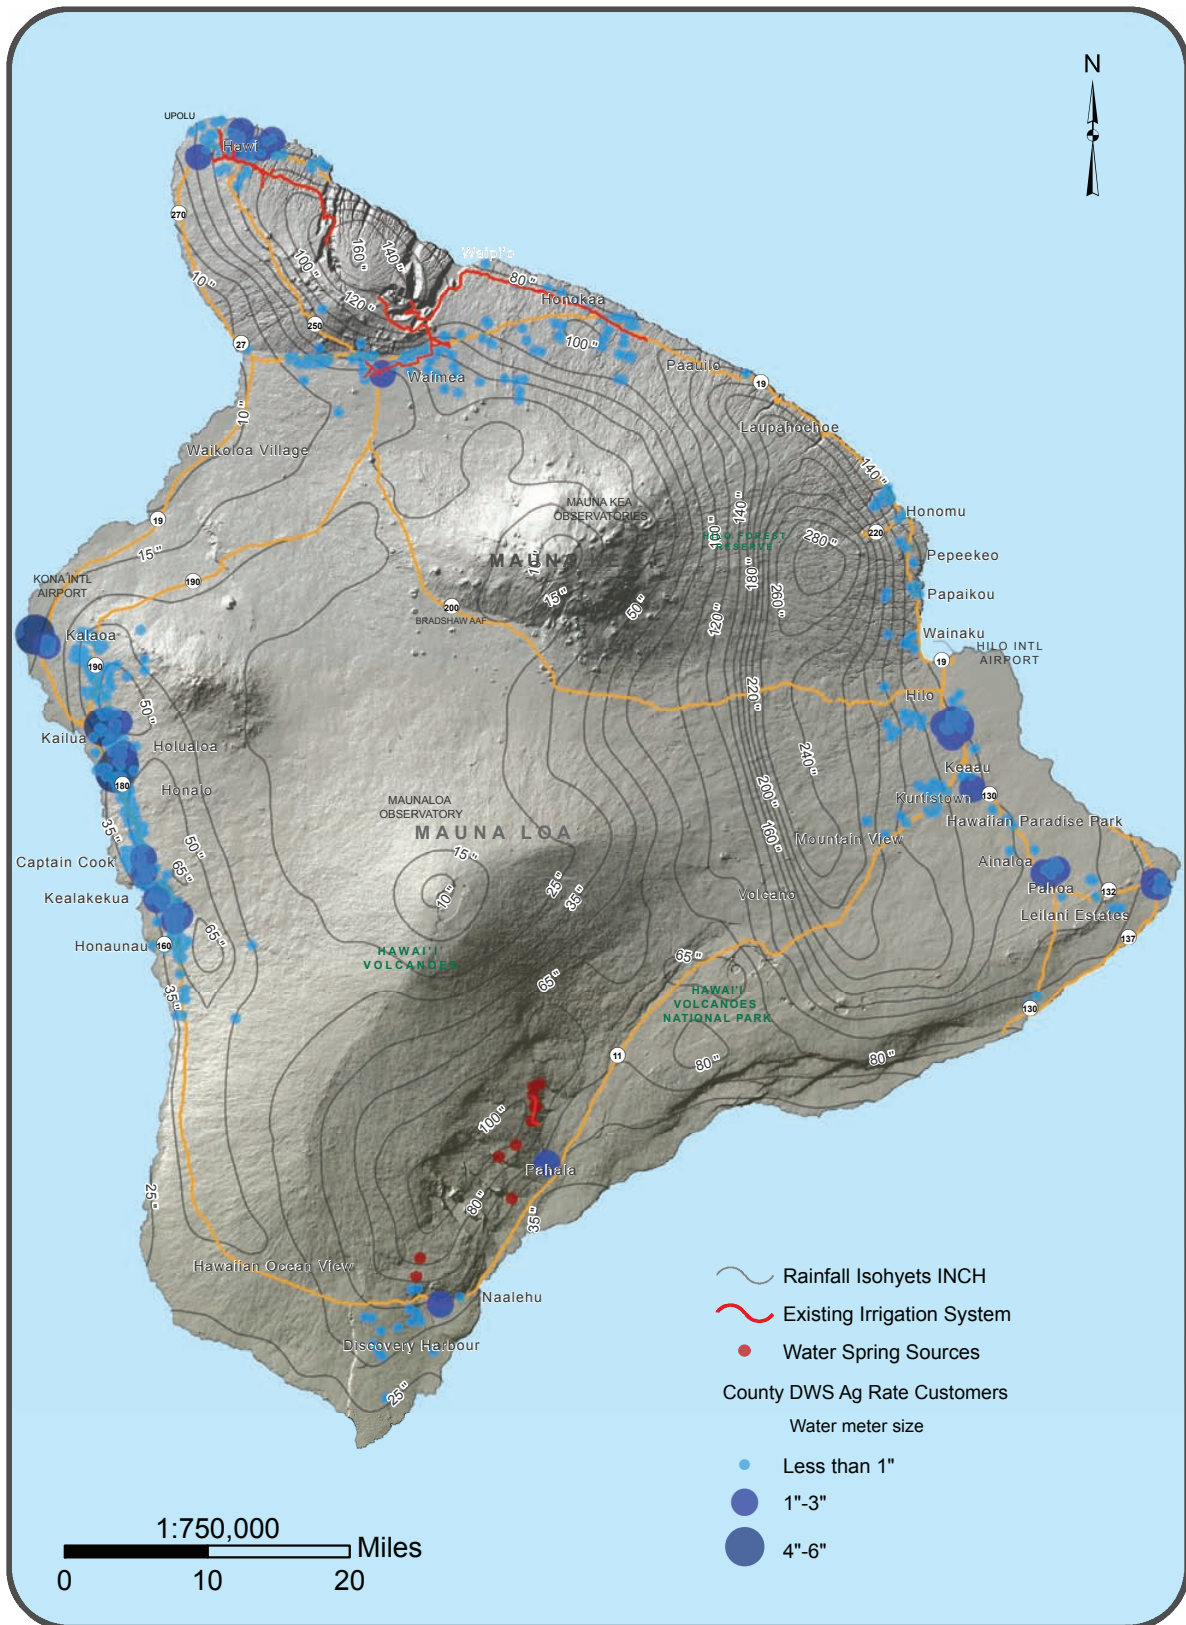 N
UPOLU
Hawi
270
100"
160"
140"
Waipi'o
10"
80"
120"
Honokaa
250
27
100"
Paauilo
Waimea
19
10"
Laupahochoe
Waikoloa Village
140"
MAUNA KEA
OBSERVATORIES
140"
Honomu
19
220
280"
HILO FOREST
RESERVE
15"
Pepeekeo
MAUNA KEA
180"
KONA INTL
AIRPORT
190
15"
50"
260"
Papaikou
200
BRADSHAW AAF
120"
Kalaoa
Wainaku
HILO INTL
AIRPORT
19
190
220"
Hilo
50"
Kailua
Holualoa
240"
Keaau
180
Honalo
200"
Kurtistown
130
MAUNALOA
OBSERVATORY
35"
50"
MAUNA LOA
160"
Mountain View
Hawaiian Paradise Park
15"
Captain Cook
65"
Ainaloa
25"
35"
10"
Pahoa
132
Kealakekua
Volcano
Leilani Estates
65"
137
Honaunau
160
HAWAI'I
VOLCANOES
65"
65"
35"
HAWAI'I
VOLCANOES
NATIONAL PARK
130
11
80"
80"
100"
Pahala
25"
80"
35"
Hawaiian Ocean View
Naalehu
Discovery Harbour
25"
Rainfall Isohyets INCH
Existing Irrigation System
Water Spring Sources
County DWS Ag Rate Customers
Water meter size
Less than 1"
1"-3"
4"-6"
1:750,000
Miles
0 10 20